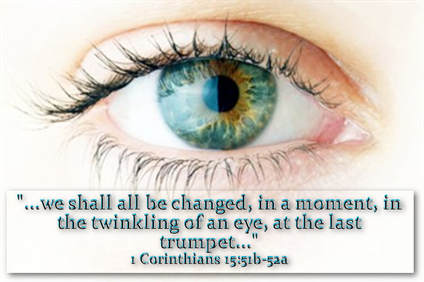 "...we shall all be changed, in a moment, in
the twinkling of an eye, at the last
trumpet..."
1 Corinthians 15:51b-52a